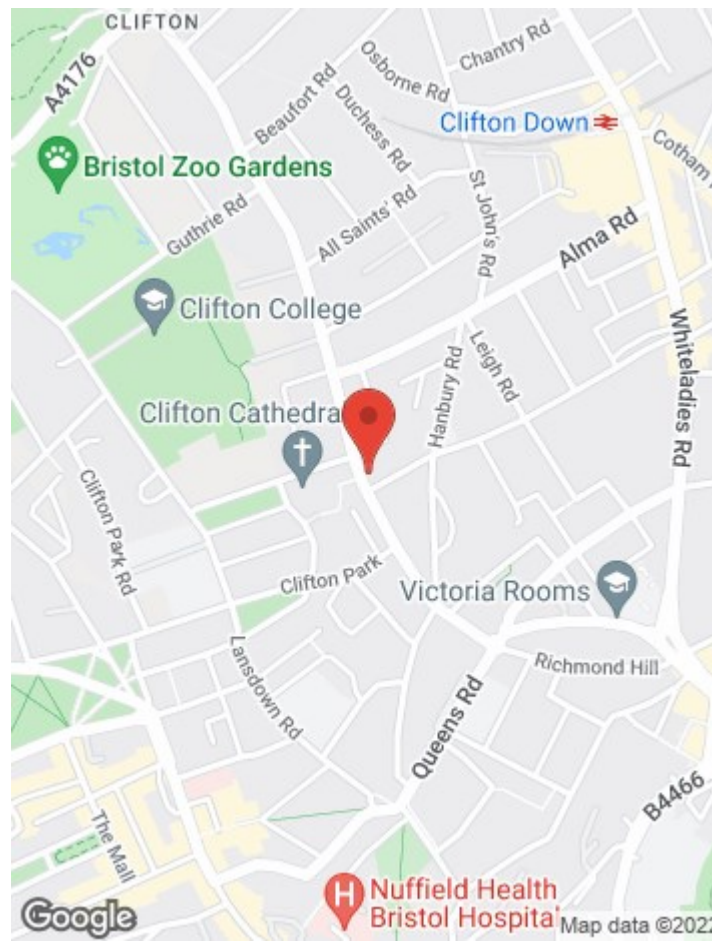 CLIFTON
Chantry Rd
Osborne Rd
A4176
Beaufort Rd
Duchess Rd
Clifton Down
Cotham
Bristol Zoo Gardens
St John's Rd
Guthrie Rd
All Saints' Rd
Alma Rd
Clifton College
Whiteladies Rd
Leigh Rd
Hanbury Rd
Clifton Cathedra
Clifton Park Rd
Clifton Park
Victoria Rooms
Lansdown Rd
Richmond Hill
Queens Rd
B4466
The Mall
H
Nuffield Health
Bristol Hospita
Google
Map data ©2022